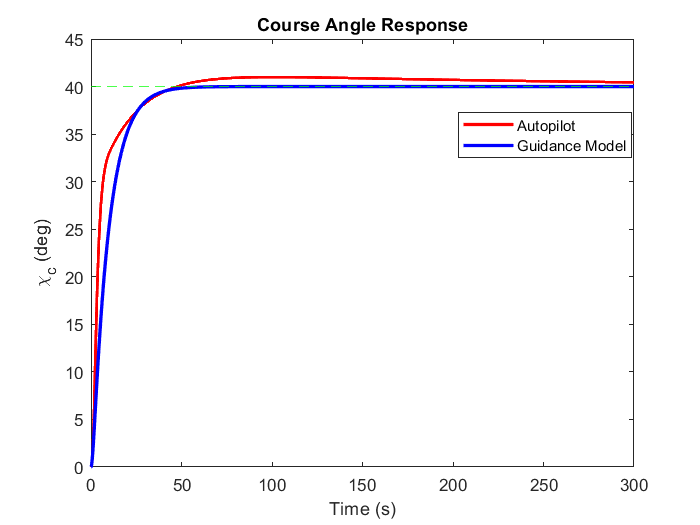 Course Angle Response
45
40
35
30
25
20
15
10
5
0
χc (deg)
Autopilot
Guidance Model
0 50 100 150 200 250 300
Time (s)